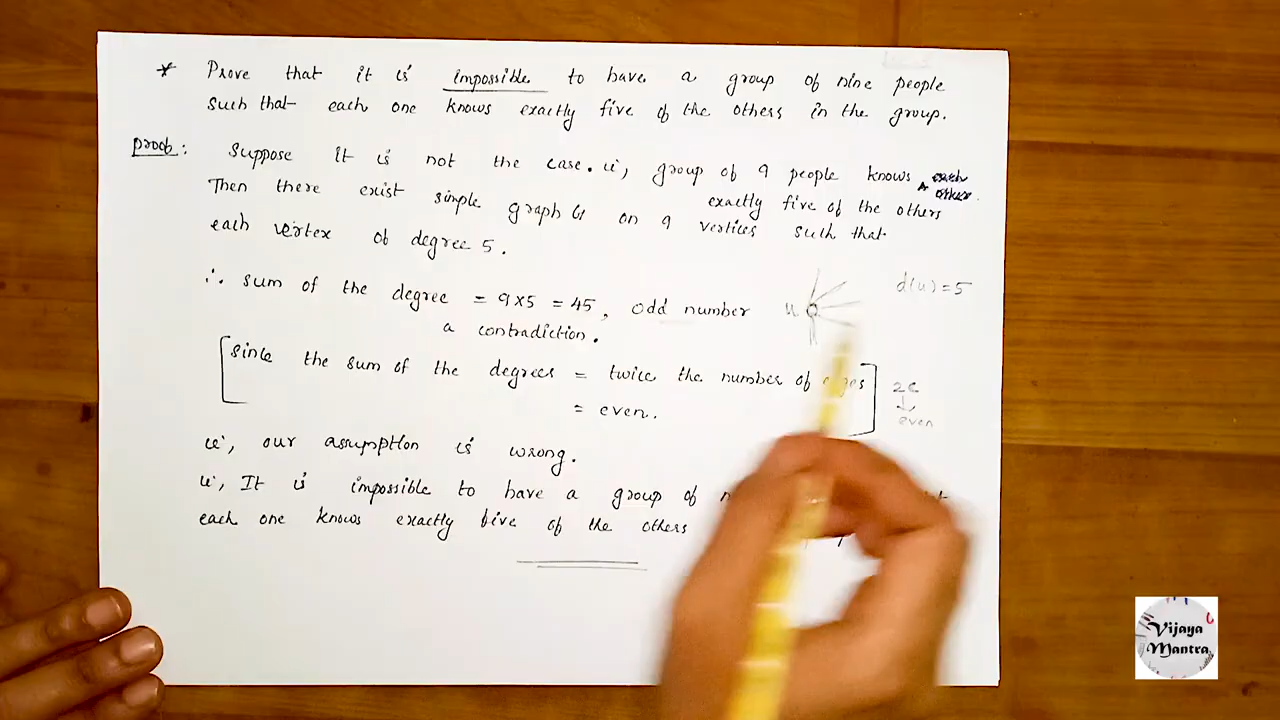 * Prove that it is impossible to have a group of nine people
such that each one knows exactly five of the others in the group.
Proof: Suppose it is not the case. ie, group of 9 people knows
exactly five of the others
Then there exist simple graph G on 9 vertices such that
each vertex of degree 5.
∴ sum of the degree = 9x5 = 45, odd number
a contradiction.
u
d(u) = 5
[since the sum of the degrees = twice the number of
= even.]
2e
↓
even
ie, our assumption is wrong.
ie, It is impossible to have a group of
each one knows exactly five of the others
Vijaya
Mantra